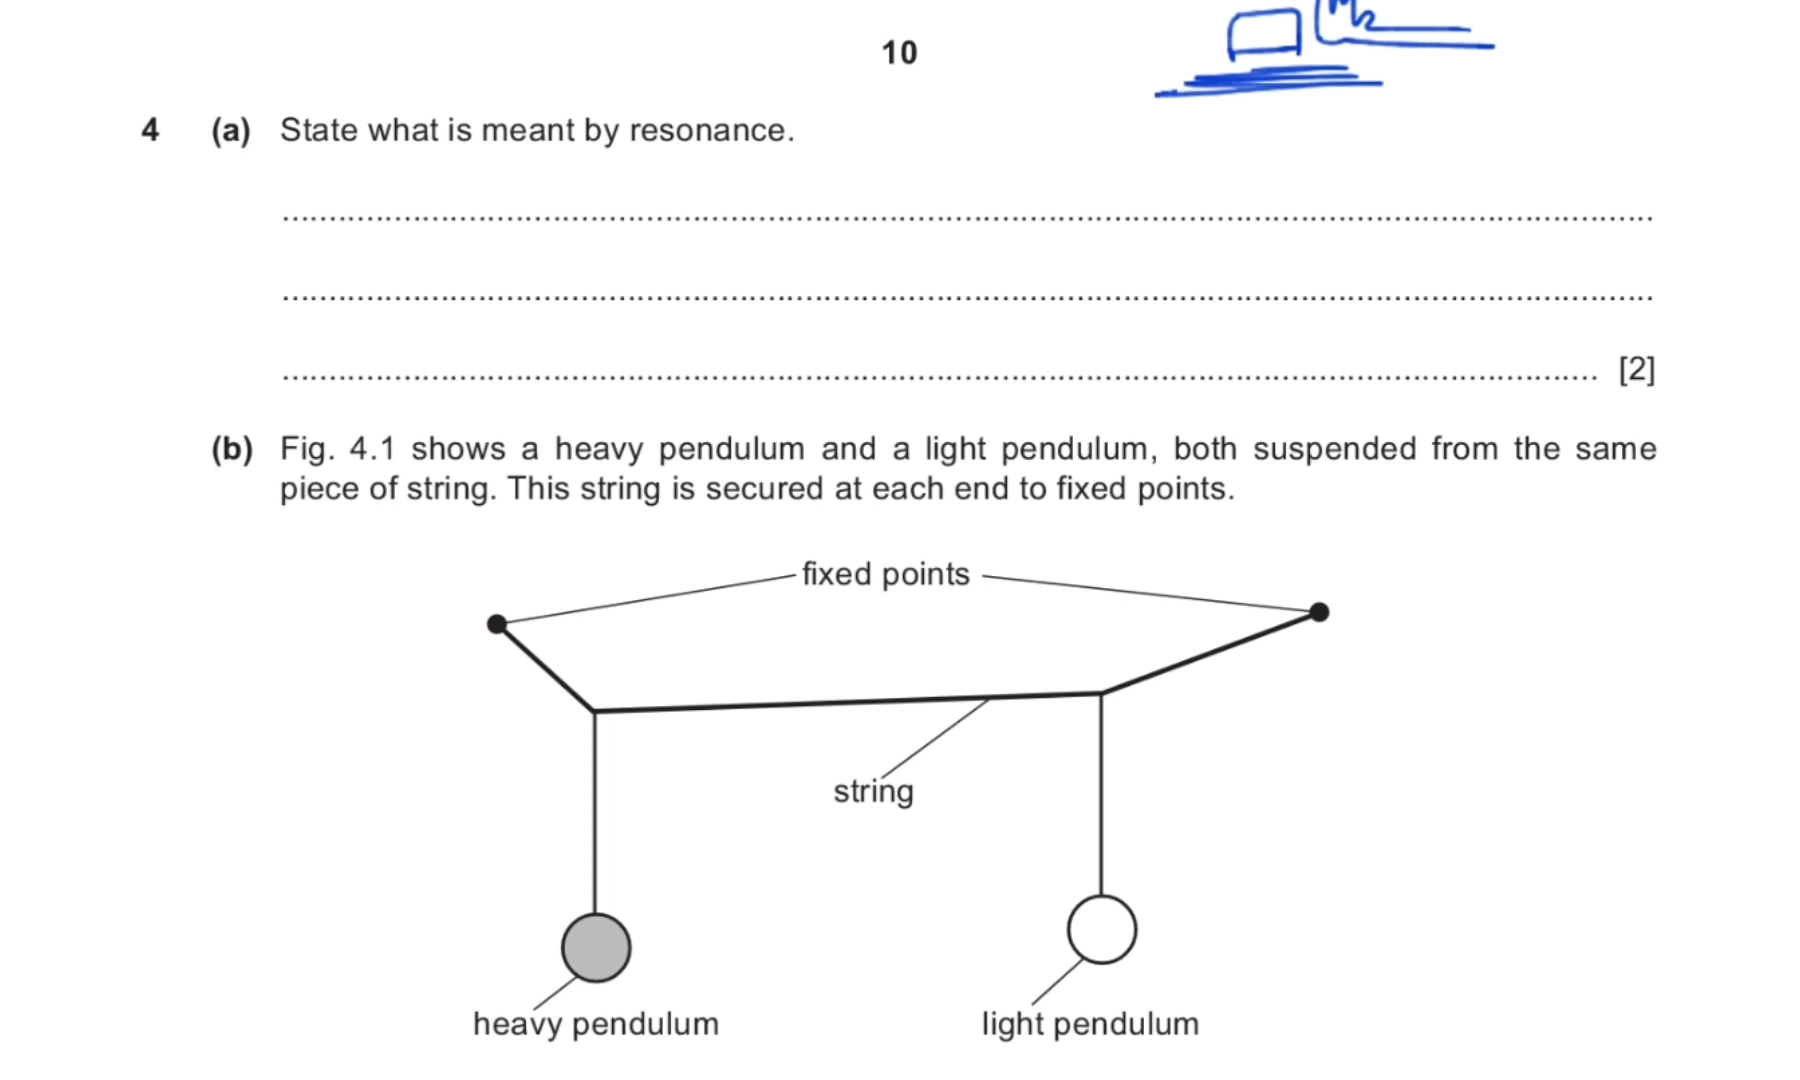 10
4 (a) State what is meant by resonance.
[2]
(b) Fig. 4.1 shows a heavy pendulum and a light pendulum, both suspended from the same
piece of string. This string is secured at each end to fixed points.
fixed points
string
heavy pendulum
light pendulum